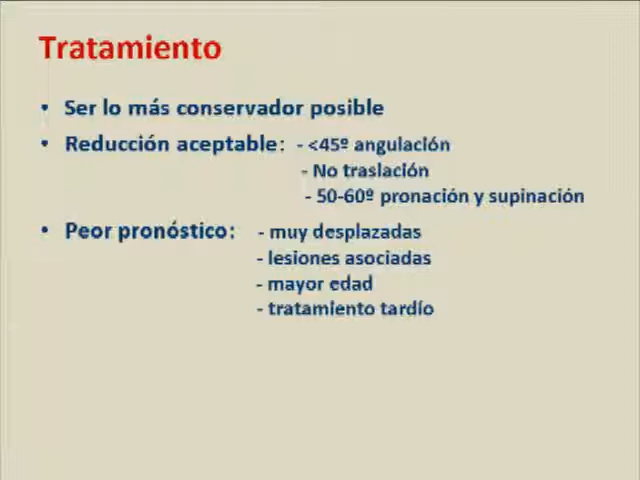 Tratamiento
• Ser lo más conservador posible
• Reducción aceptable: - <45º angulación
- No traslación
- 50-60º pronación y supinación
• Peor pronóstico: - muy desplazadas
- lesiones asociadas
- mayor edad
- tratamiento tardío